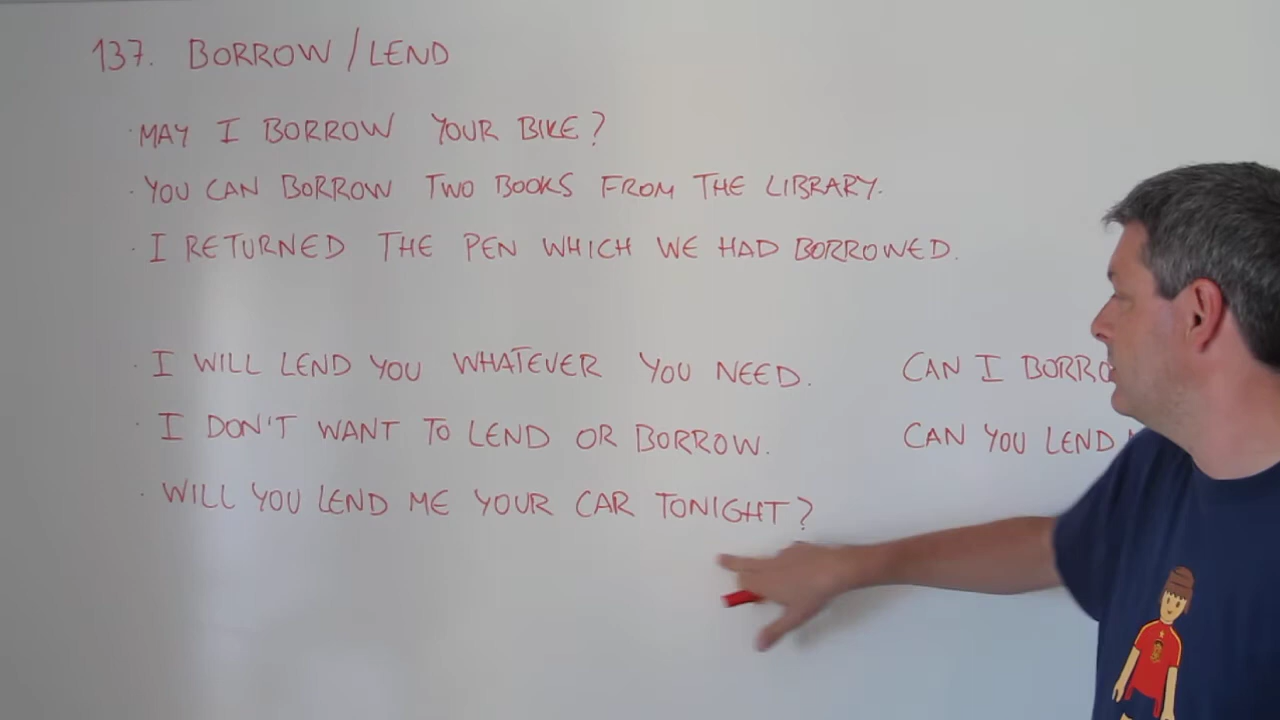 137. BORROW/LEND
· MAY I BORROW YOUR BIKE?
· YOU CAN BORROW TWO BOOKS FROM THE LIBRARY.
· I RETURNED THE PEN WHICH WE HAD BORROWED.
· I WILL LEND YOU WHATEVER YOU NEED.
· I DON'T WANT TO LEND OR BORROW.
· WILL YOU LEND ME YOUR CAR TONIGHT?
CAN I
CAN YOU LEND